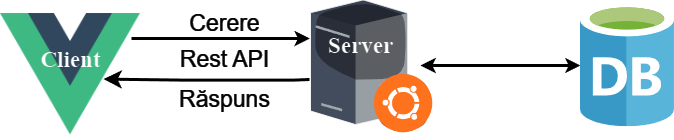 Cerere
Client
Rest API
Răspuns
Server
DB